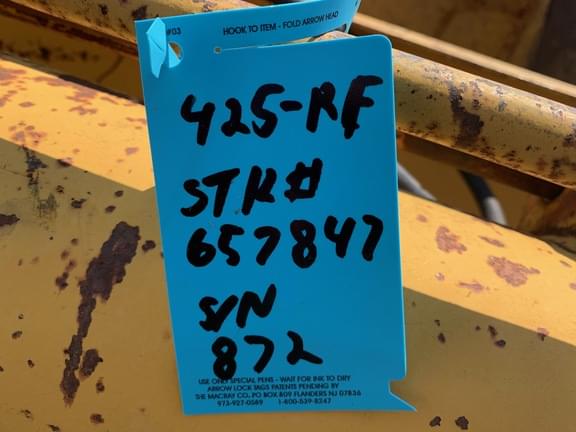 #03 HOOK TO ITEM - FOLD ARROW HEAD
425-RF
STK#
657847
S/N
872
USE ONLY SPECIAL PENS - WAIT FOR INK TO DRY
ARROW LOCK TAGS PATENTS PENDING BY
THE MACRAY CO., PO BOX 809 FLANDERS NJ 07836
973-927-0589 1-800-539-8247